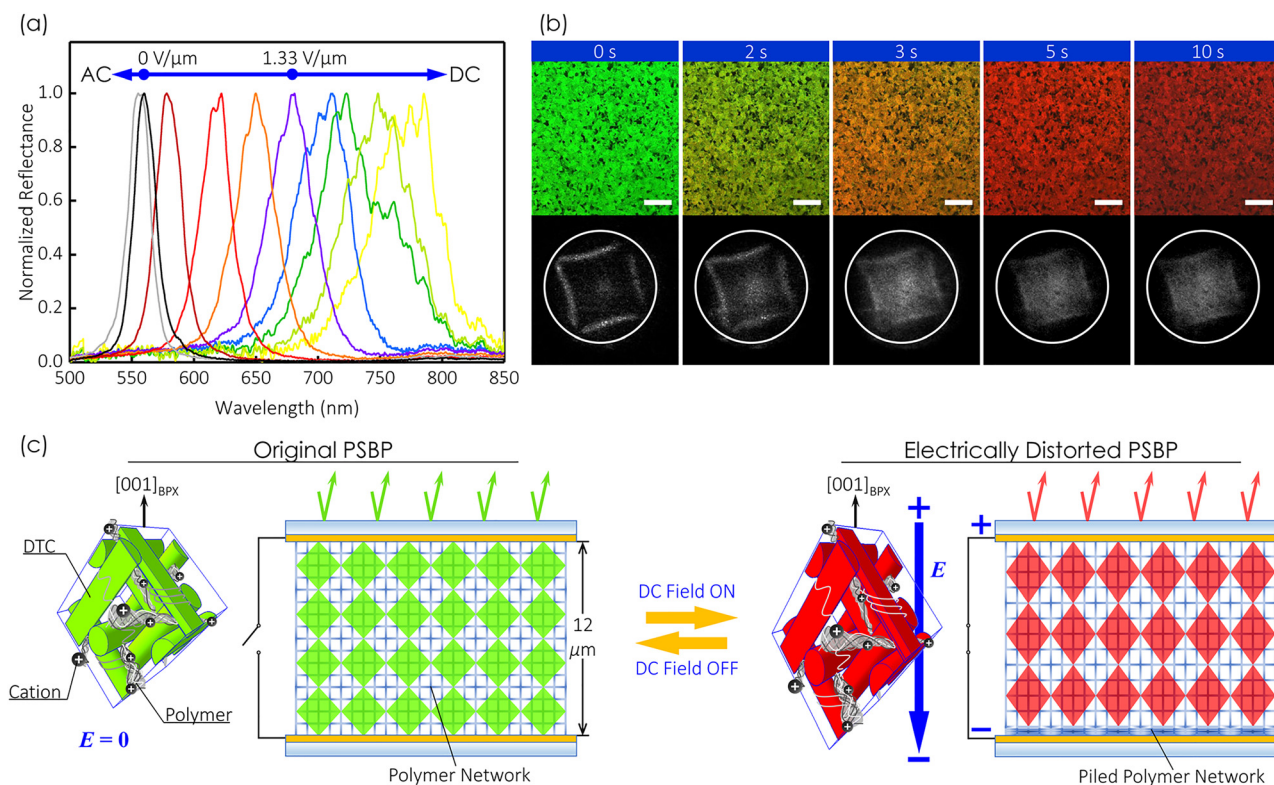 (a)
AC
0 V/μm
1.33 V/μm
DC
Normalized Reflectance
1.0
0.8
0.6
0.4
0.2
0.0
500 550 600 650 700 750 800 850
Wavelength (nm)
(b)
0 s 2 s 3 s 5 s 10 s
(c)
Original PSBP
[001]BPX
DTC
Cation
Polymer
E = 0
12
μm
Polymer Network
DC Field ON
DC Field OFF
Electrically Distorted PSBP
[001]BPX
+
E
−
+
−
Piled Polymer Network